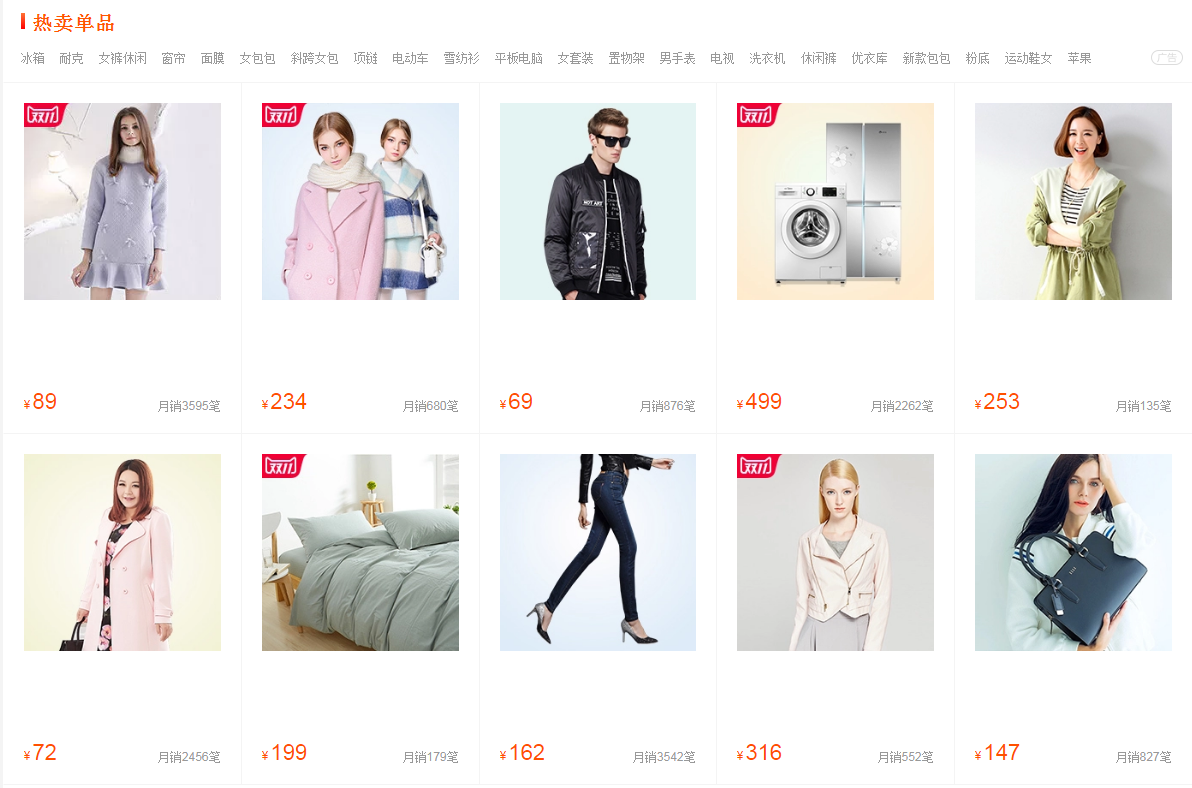 热卖单品
冰箱 耐克 女裤休闲 窗帘 面膜 女包包 斜跨女包 项链 电动车 雪纺衫 平板电脑 女套装 置物架 男手表 电视 洗衣机 休闲裤 优衣库 新款包包 粉底 运动鞋女 苹果 广告
双11 双11 双11
HOT ART
¥89 月销3595笔 ¥234 月销680笔 ¥69 月销876笔 ¥499 月销2262笔 ¥253 月销135笔
双11 双11
¥72 月销2456笔 ¥199 月销179笔 ¥162 月销3542笔 ¥316 月销552笔 ¥147 月销827笔